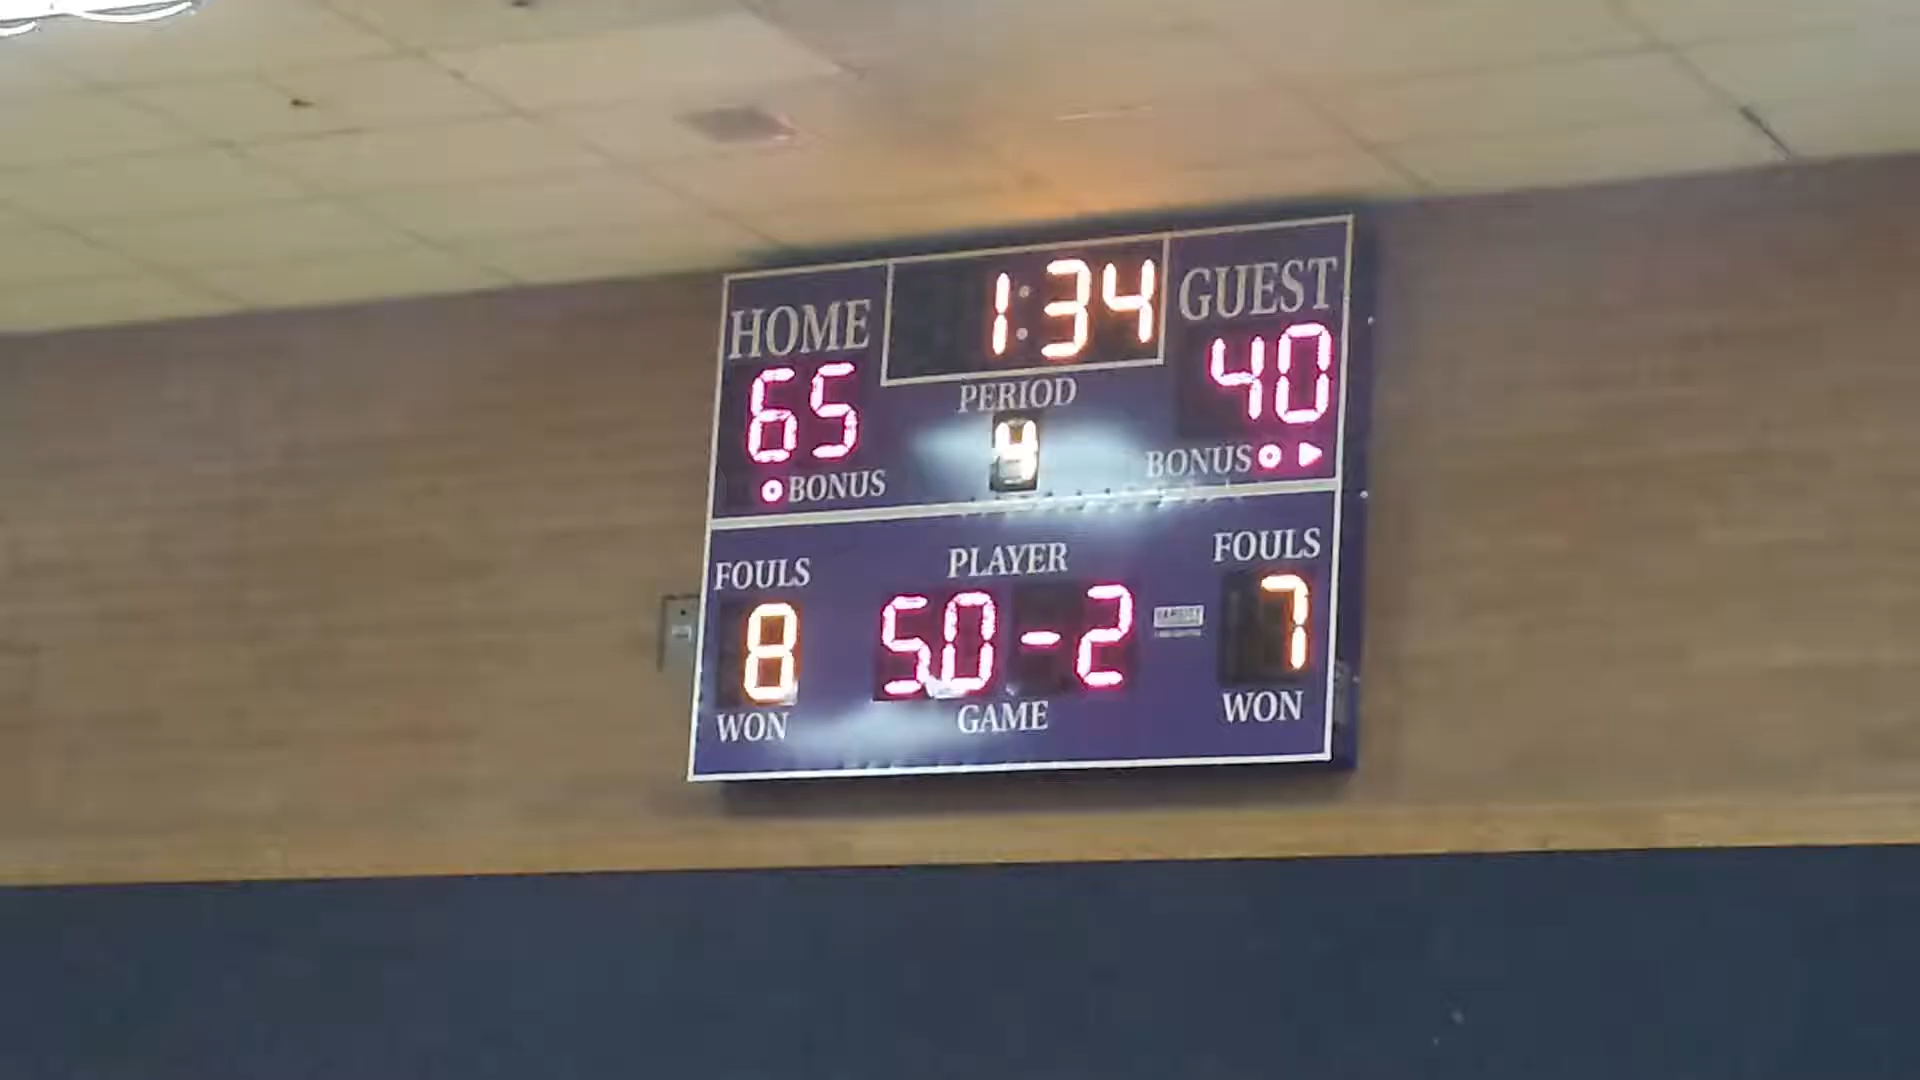 HOME 1:34 GUEST
65 PERIOD 40
4
BONUS BONUS
FOULS PLAYER FOULS
8 50-2 7
WON GAME WON
VARSITY